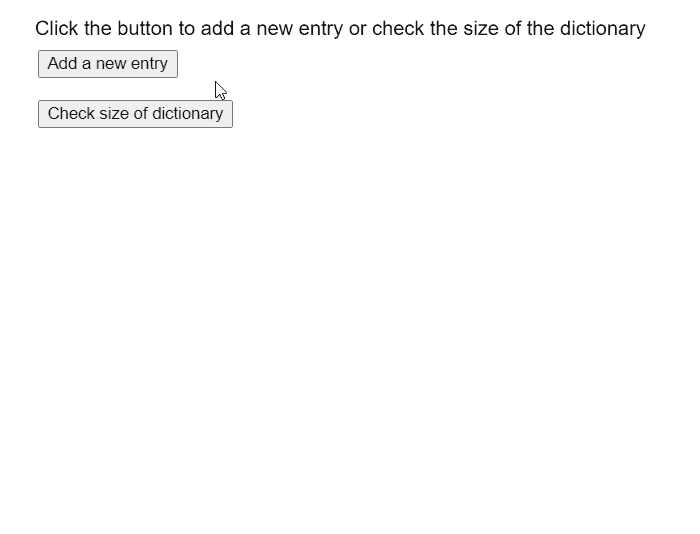 Click the button to add a new entry or check the size of the dictionary
Add a new entry
Check size of dictionary